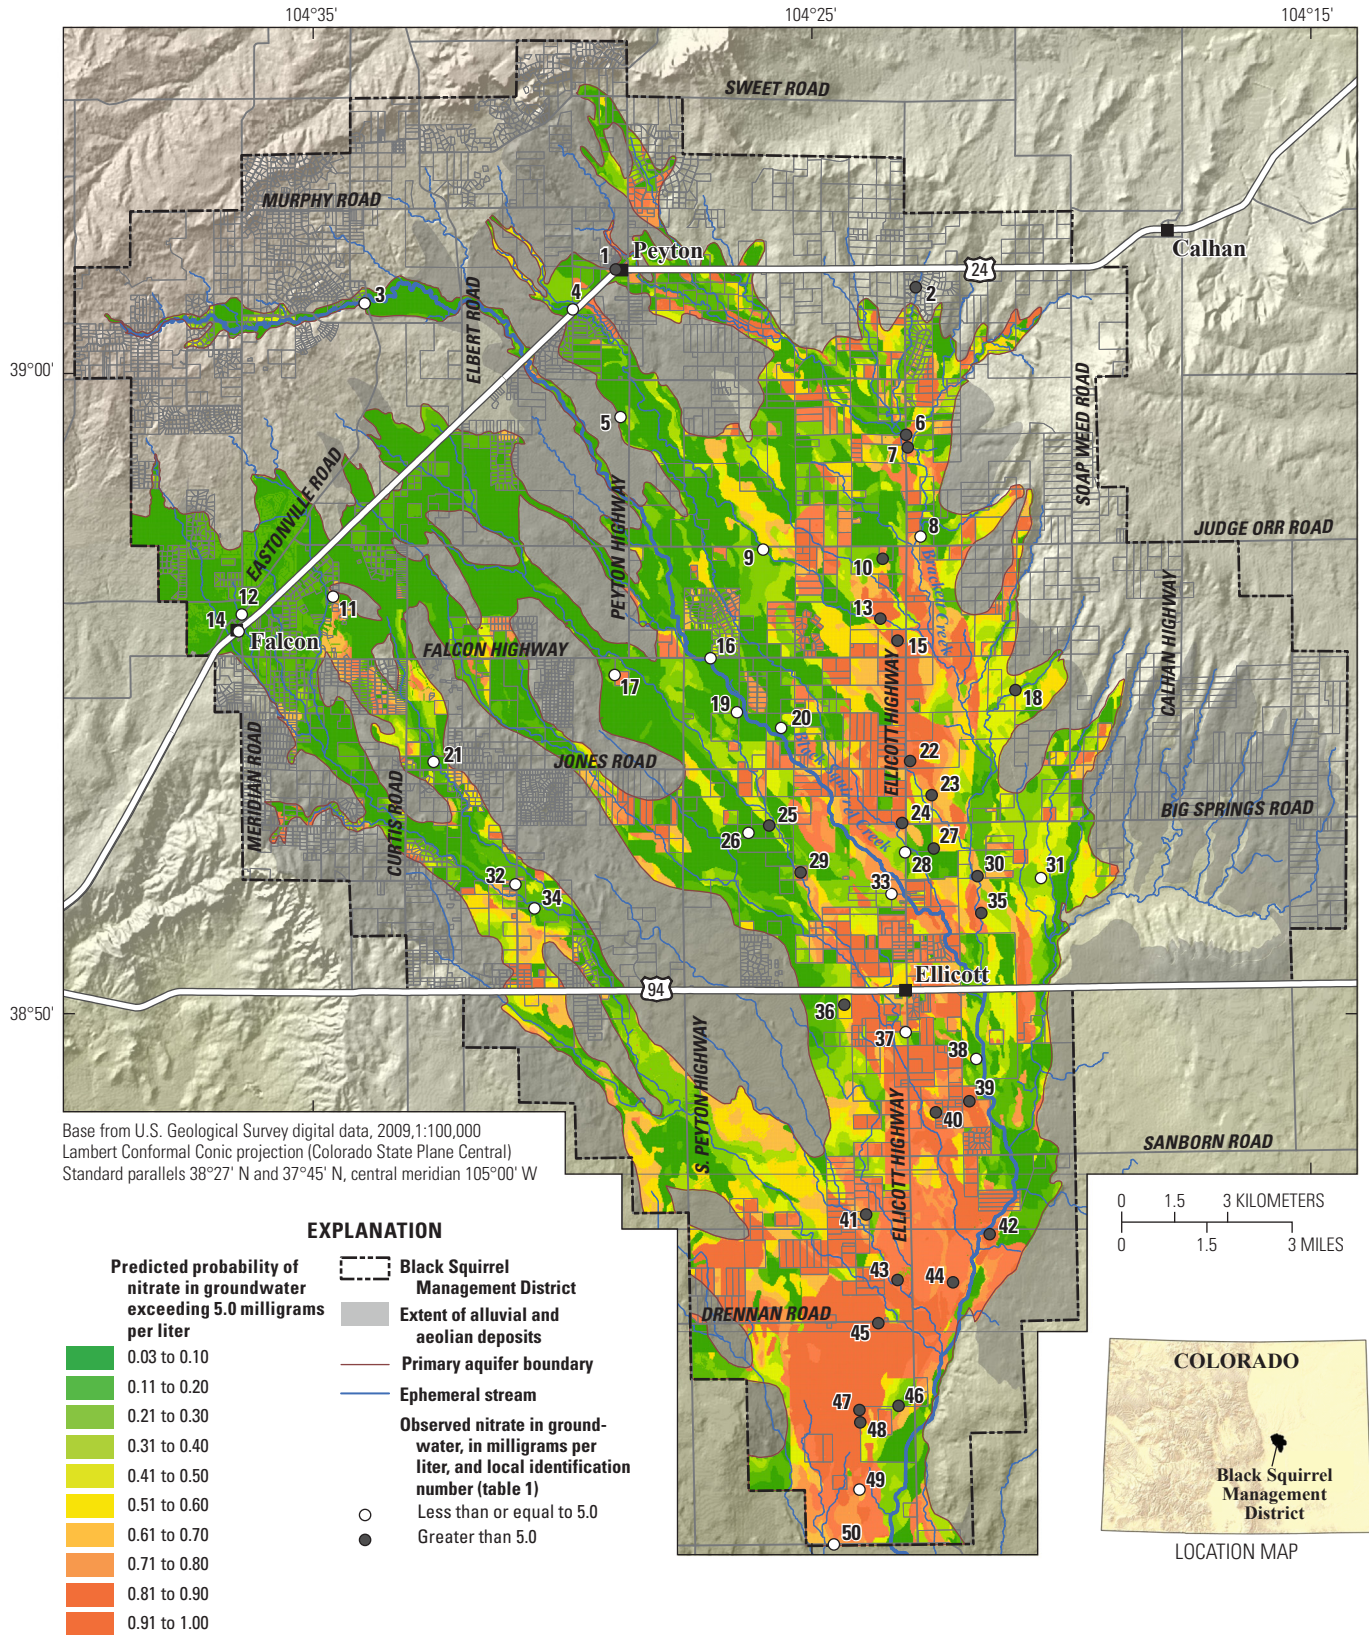 104°35'
104°25'
104°15'
SWEET ROAD
MURPHY ROAD
Calhan
1
Peyton
24
2
3
4
ELBERT ROAD
39°00'
5
6
7
SOAP WEED ROAD
EASTONVILLE ROAD
PEYTON HIGHWAY
8
JUDGE ORR ROAD
9
10
Brackett Creek
11
12
13
14
Falcon
15
FALCON HIGHWAY
16
17
18
CALHAN HIGHWAY
19
20
ELLICOTT HIGHWAY
MERIDIAN ROAD
21
JONES ROAD
Black Squirrel Creek
22
23
BIG SPRINGS ROAD
CURTIS ROAD
24
25
26
27
28
29
30
31
32
33
34
35
Ellicott
94
38°50'
36
37
38
39
40
S. PEYTON HIGHWAY
ELLICOTT HIGHWAY
SANBORN ROAD
41
42
43
44
DRENNAN ROAD
45
46
47
48
49
50
Base from U.S. Geological Survey digital data, 2009,1:100,000
Lambert Conformal Conic projection (Colorado State Plane Central)
Standard parallels 38°27' N and 37°45' N, central meridian 105°00' W
0 1.5 3 KILOMETERS
0 1.5 3 MILES
EXPLANATION
Predicted probability of
nitrate in groundwater
exceeding 5.0 milligrams
per liter
0.03 to 0.10
0.11 to 0.20
0.21 to 0.30
0.31 to 0.40
0.41 to 0.50
0.51 to 0.60
0.61 to 0.70
0.71 to 0.80
0.81 to 0.90
0.91 to 1.00
Black Squirrel
Management District
Extent of alluvial and
aeolian deposits
Primary aquifer boundary
Ephemeral stream
Observed nitrate in ground-
water, in milligrams per
liter, and local identification
number (table 1)
Less than or equal to 5.0
Greater than 5.0
COLORADO
Black Squirrel
Management
District
LOCATION MAP